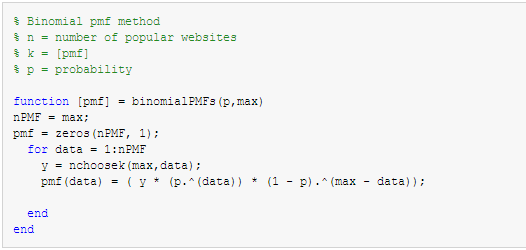 % Binomial pmf method
% n = number of popular websites
% k = [pmf]
% p = probability
function [pmf] = binomialPMFs(p,max)
nPMF = max;
pmf = zeros(nPMF, 1);
for data = 1:nPMF
y = nchoosek(max,data);
pmf(data) = ( y * (p.^(data)) * (1 - p).^(max - data));
end
end